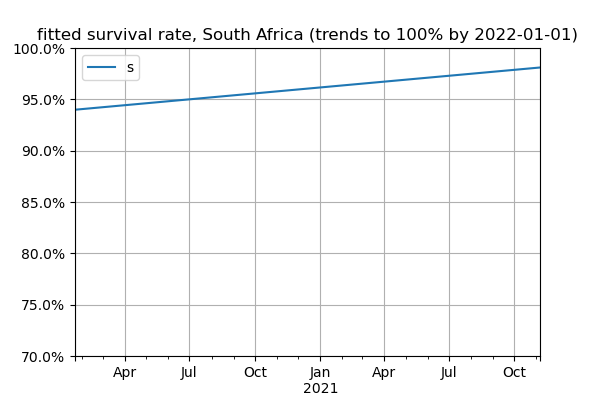 fitted survival rate, South Africa (trends to 100% by 2022-01-01)
100.0%
s
95.0%
90.0%
85.0%
80.0%
75.0%
70.0%
Apr Jul Oct Jan Apr Jul Oct
2021